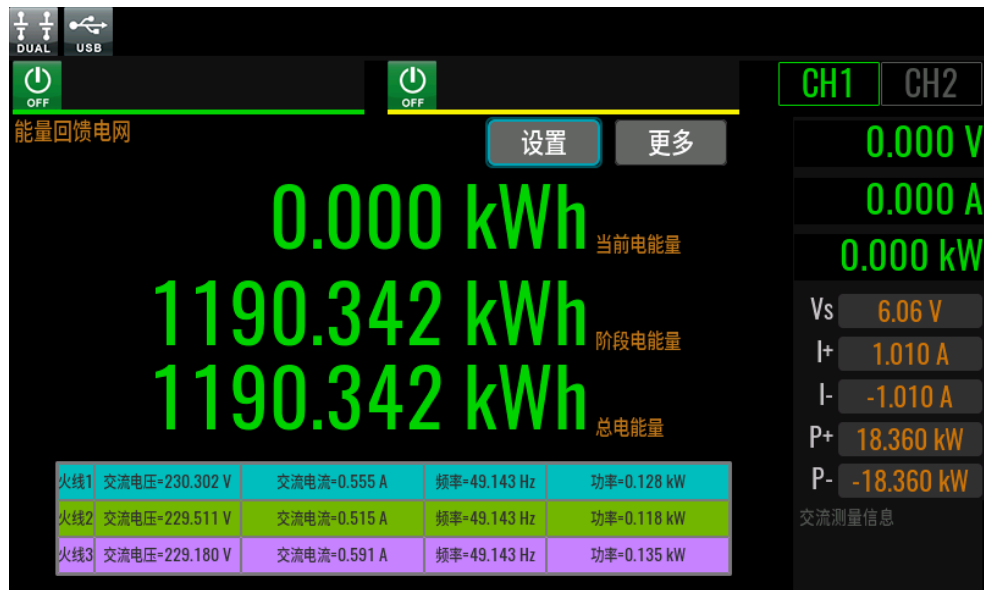 DUAL USB
OFF OFF CH1 CH2
能量回馈电网 设置 更多
0.000 V
0.000 A
0.000 kW
0.000 kWh 当前电能量
1190.342 kWh 阶段电能量
1190.342 kWh 总电能量
Vs 6.06 V
I+ 1.010 A
I- -1.010 A
P+ 18.360 kW
P- -18.360 kW
交流测量信息
火线1 交流电压=230.302 V 交流电流=0.555 A 频率=49.143 Hz 功率=0.128 kW
火线2 交流电压=229.511 V 交流电流=0.515 A 频率=49.143 Hz 功率=0.118 kW
火线3 交流电压=229.180 V 交流电流=0.591 A 频率=49.143 Hz 功率=0.135 kW